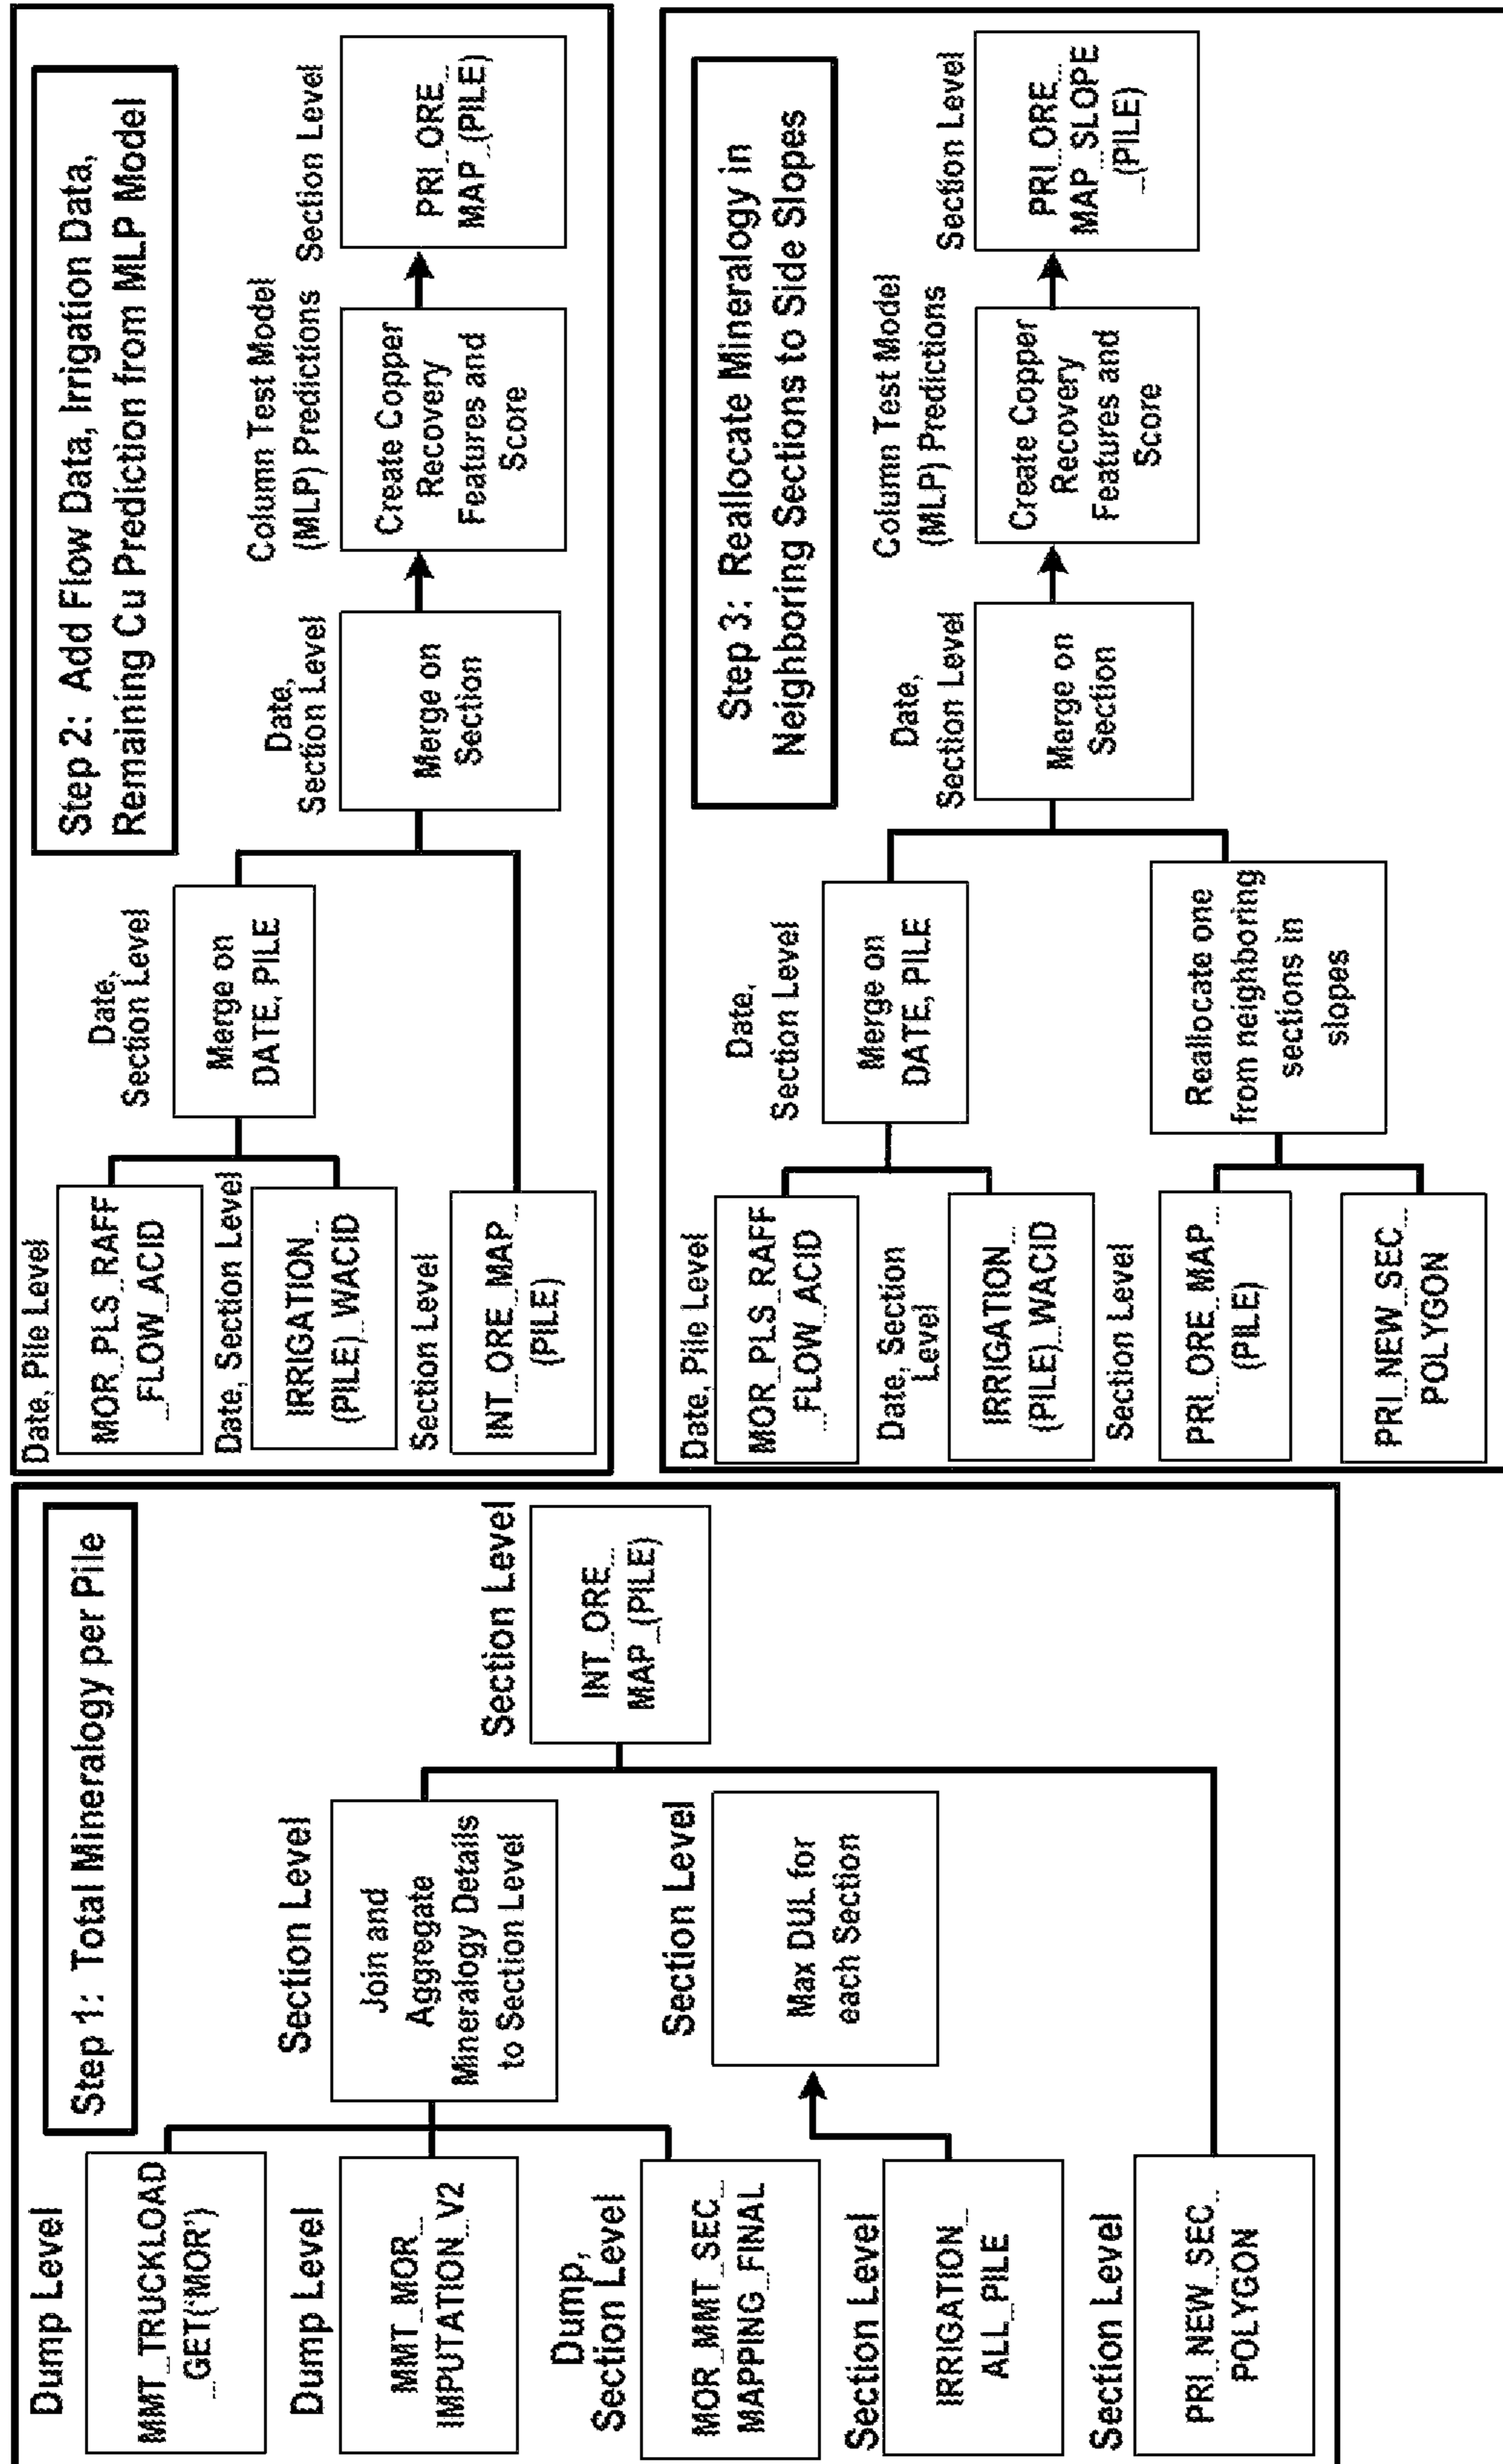 Step 1: Total Mineralogy per Pile
Dump Level
MMT_TRUCKLOAD
_GET('MOR')
Dump Level
MMT_MOR_
IMPUTATION_V2
Dump,
Section Level
MOR_MMT_SEC_
MAPPING_FINAL
Section Level
IRRIGATION_
ALL_PILE
Section Level
PRI_NEW_SEC_
POLYGON
Section Level
Join and
Aggregate
Mineralogy Details
to Section Level
Section Level
Max DUL for
each Section
Section Level
INT_ORE_
MAP_(PILE)
Step 2: Add Flow Data, Irrigation Data,
Remaining Cu Prediction from MLP Model
Date, Pile Level
MOR_PLS_RAFF
_FLOW_ACID
Date, Section Level
IRRIGATION_
(PILE)_WACID
Section Level
INT_ORE_MAP_
(PILE)
Date,
Section Level
Merge on
DATE, PILE
Date,
Section Level
Merge on
Section
Column Test Model
(MLP) Predictions
Create Copper
Recovery
Features and
Score
Section Level
PRI_ORE_
MAP_(PILE)
Step 3: Reallocate Mineralogy in
Neighboring Sections to Side Slopes
Date, Pile Level
MOR_PLS_RAFF
_FLOW_ACID
Date, Section
Level
IRRIGATION_
(PILE)_WACID
Section Level
PRI_ORE_MAP_
(PILE)
PRI_NEW_SEC_
POLYGON
Date,
Section Level
Merge on
DATE, PILE
Reallocate one
from neighboring
sections in
slopes
Date,
Section Level
Merge on
Section
Column Test Model
(MLP) Predictions
Create Copper
Recovery
Features and
Score
Section Level
PRI_ORE_
MAP_SLOPE
_(PILE)